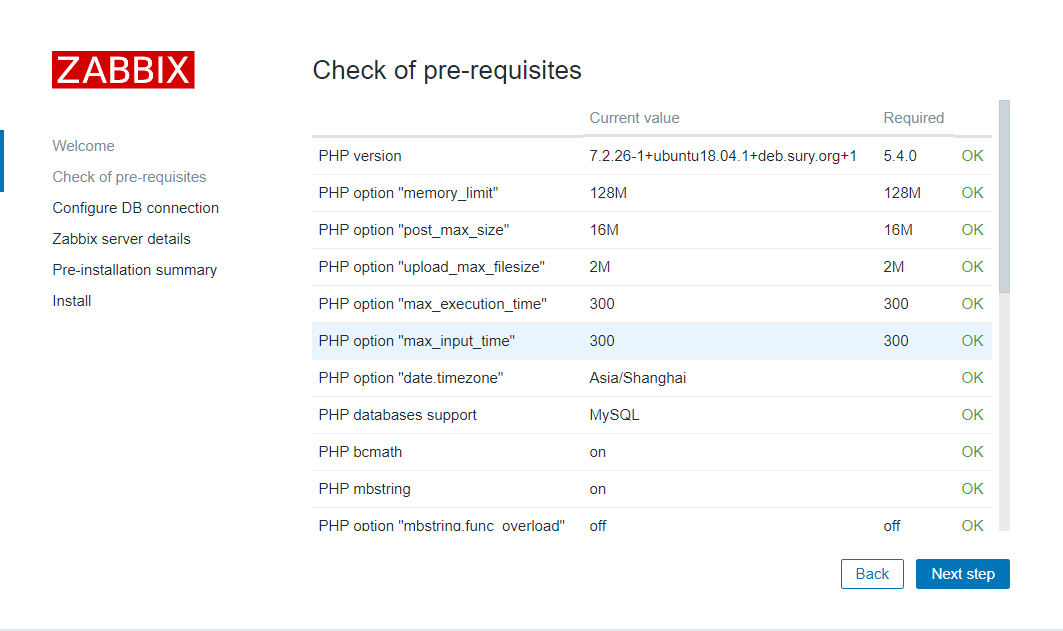 ZABBIX
Welcome
Check of pre-requisites
Configure DB connection
Zabbix server details
Pre-installation summary
Install
Check of pre-requisites
Current value Required
PHP version 7.2.26-1+ubuntu18.04.1+deb.sury.org+1 5.4.0 OK
PHP option "memory_limit" 128M 128M OK
PHP option "post_max_size" 16M 16M OK
PHP option "upload_max_filesize" 2M 2M OK
PHP option "max_execution_time" 300 300 OK
PHP option "max_input_time" 300 300 OK
PHP option "date.timezone" Asia/Shanghai OK
PHP databases support MySQL OK
PHP bcmath on OK
PHP mbstring on OK
PHP option "mbstring.func_overload" off off OK
Back Next step